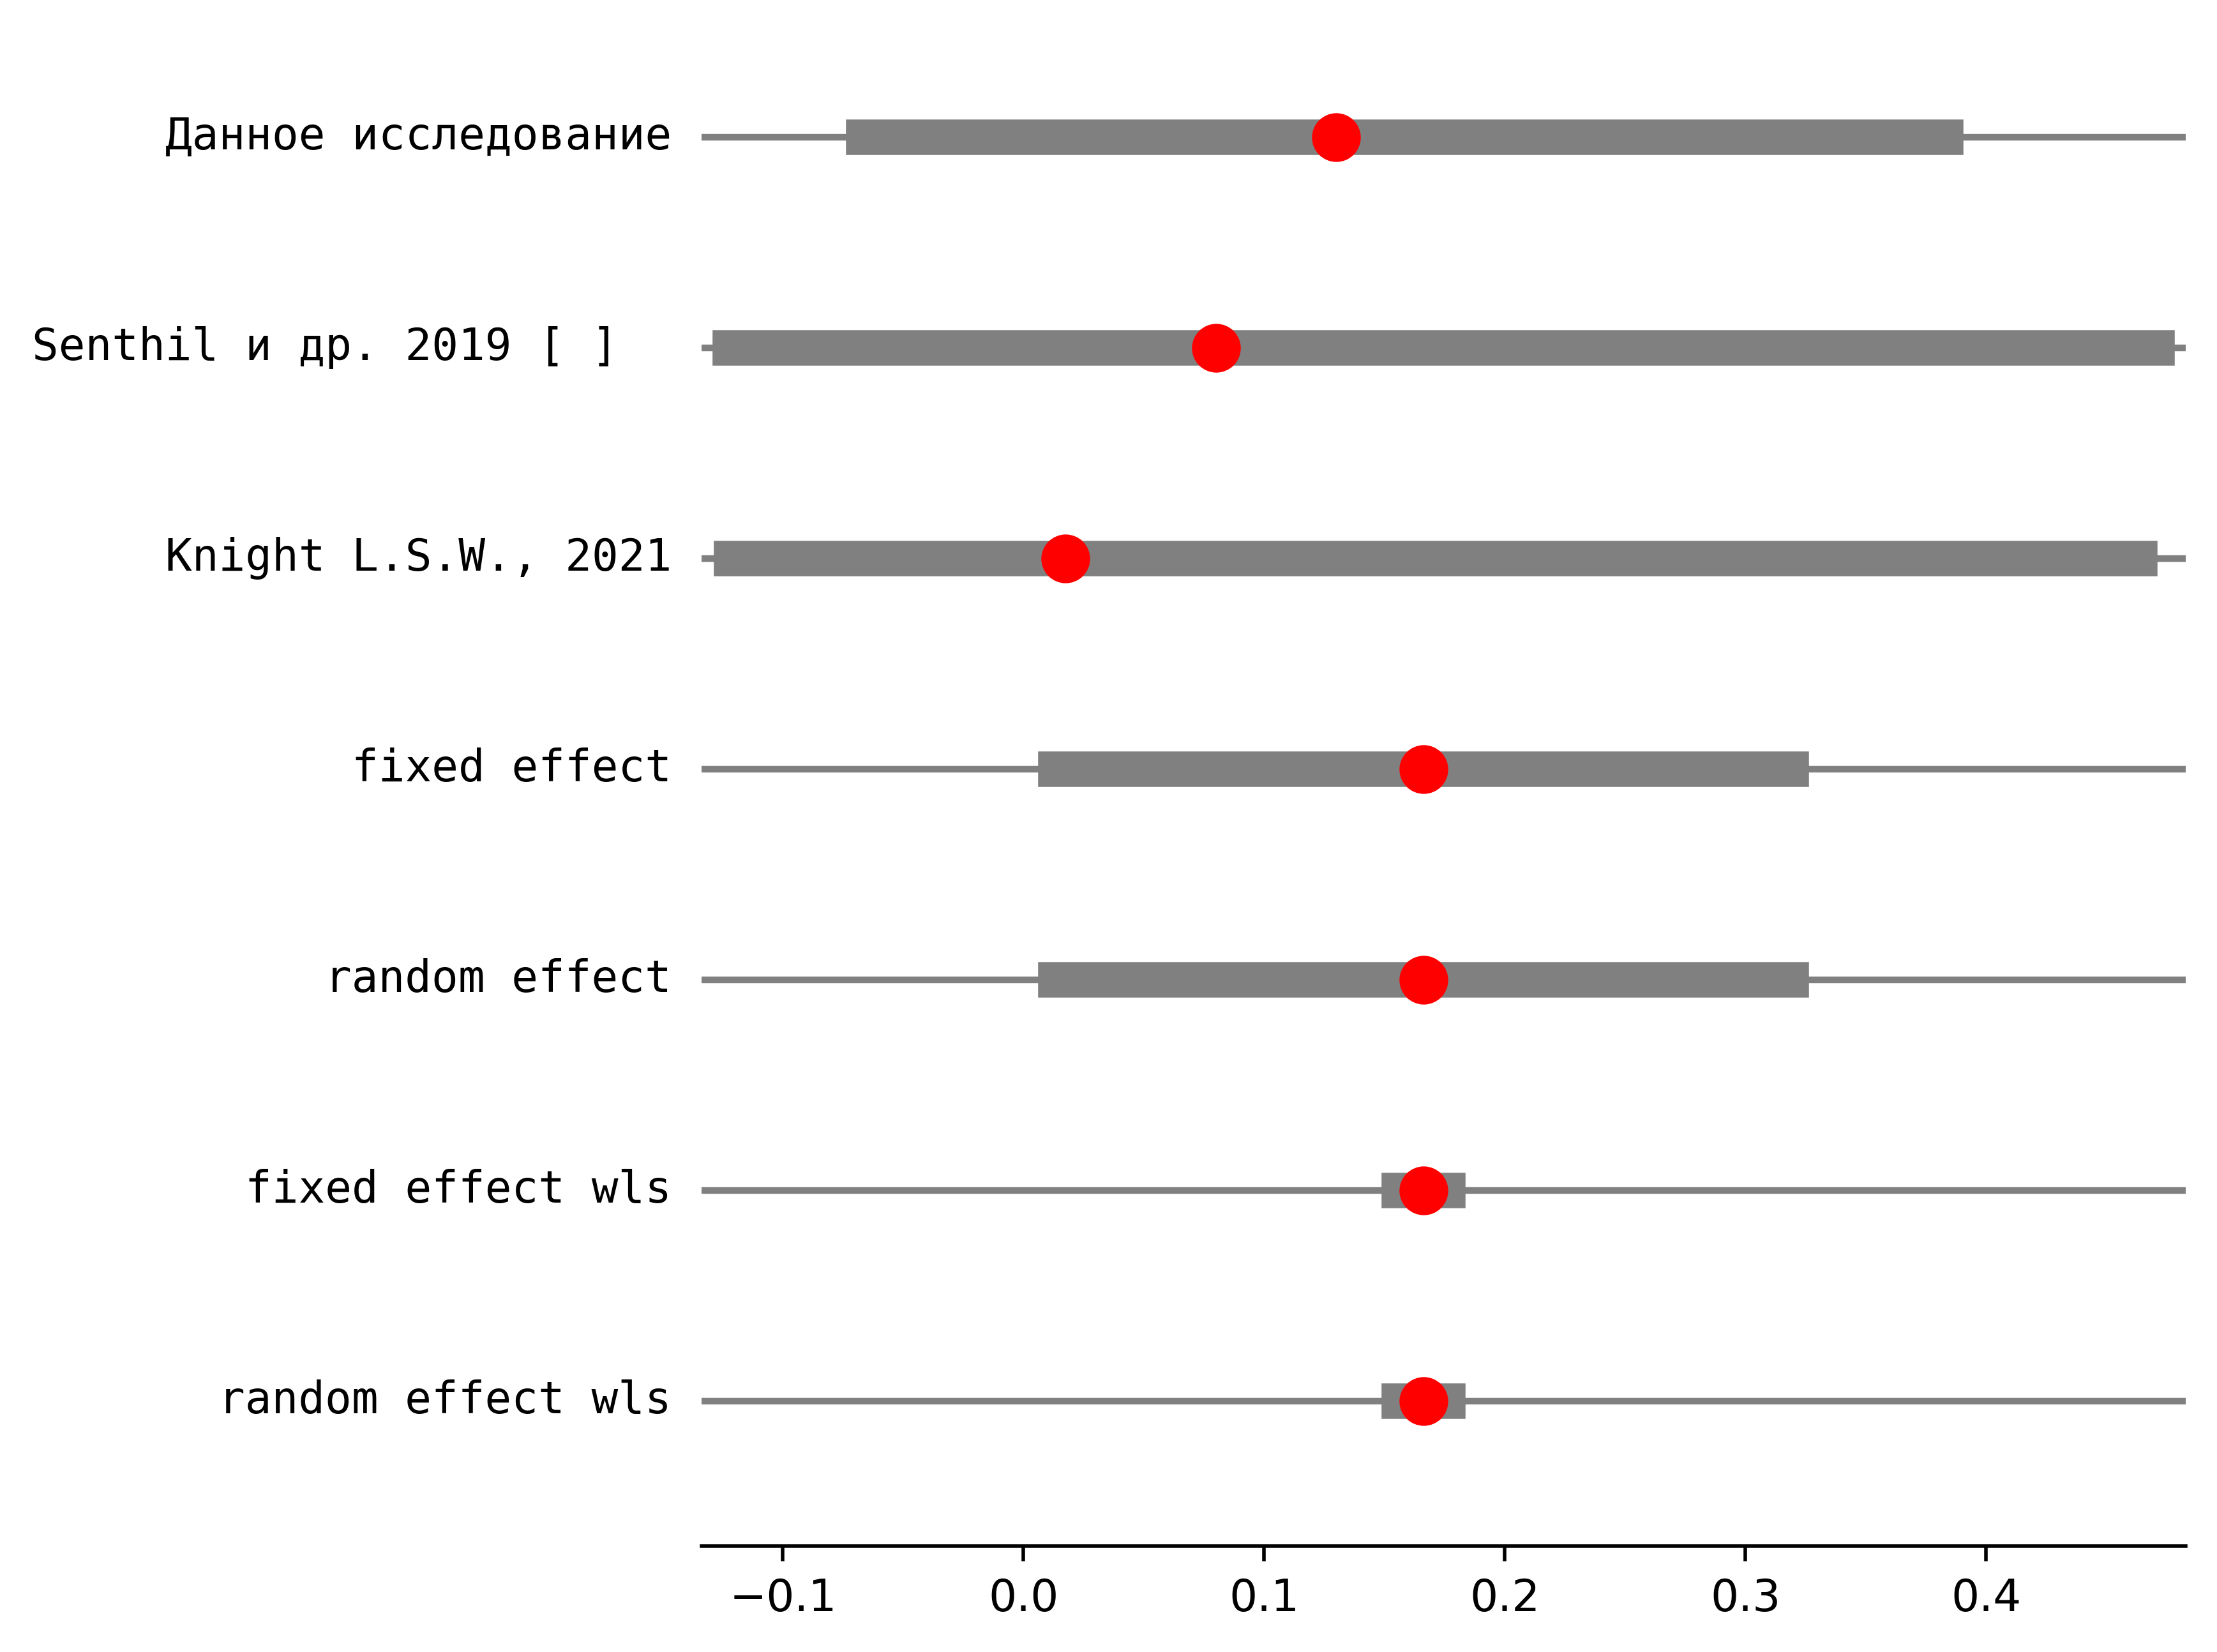 Данное исследование
Senthil и др. 2019 [ ]
Knight L.S.W., 2021
fixed effect
random effect
fixed effect wls
random effect wls
−0.1 0.0 0.1 0.2 0.3 0.4